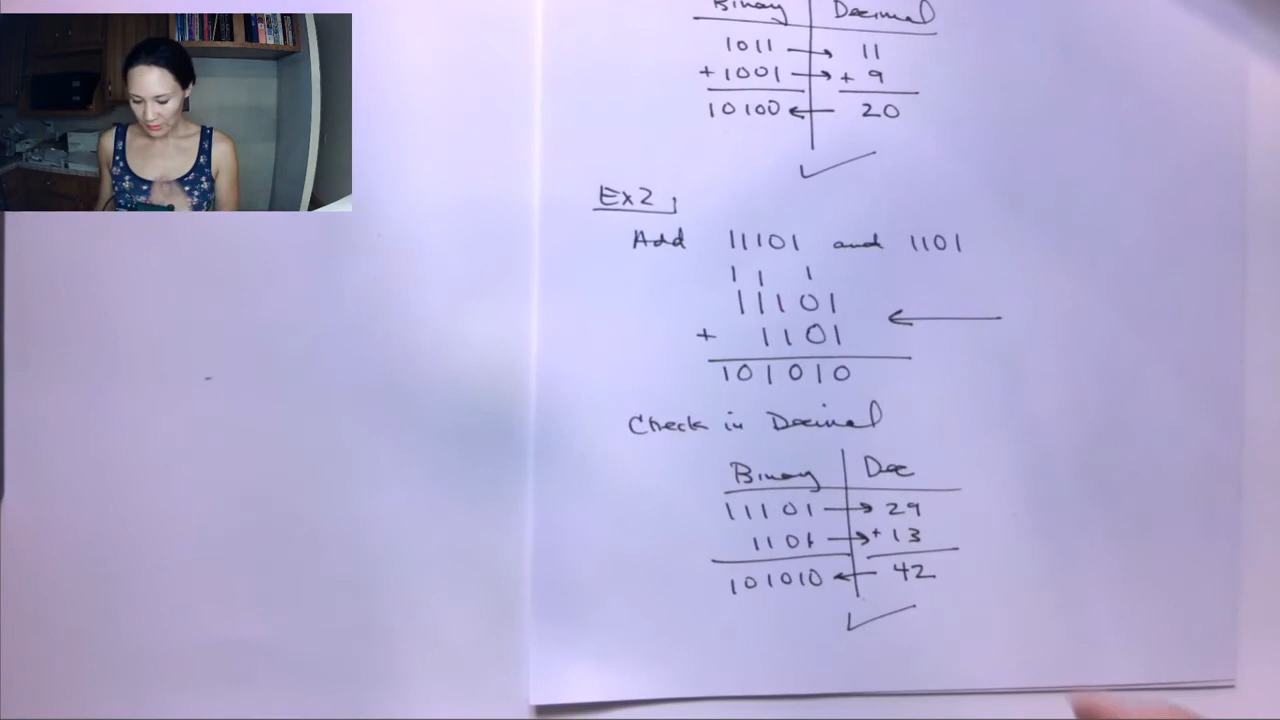 Binary Decimal
1011 → 11
+ 1001 → + 9
10100 ← 20
Ex 2
Add 11101 and 1101
1 1 1
11101
+ 1101
101010
Check in Decimal
Binary Dec
11101 → 29
1101 → + 13
101010 ← 42